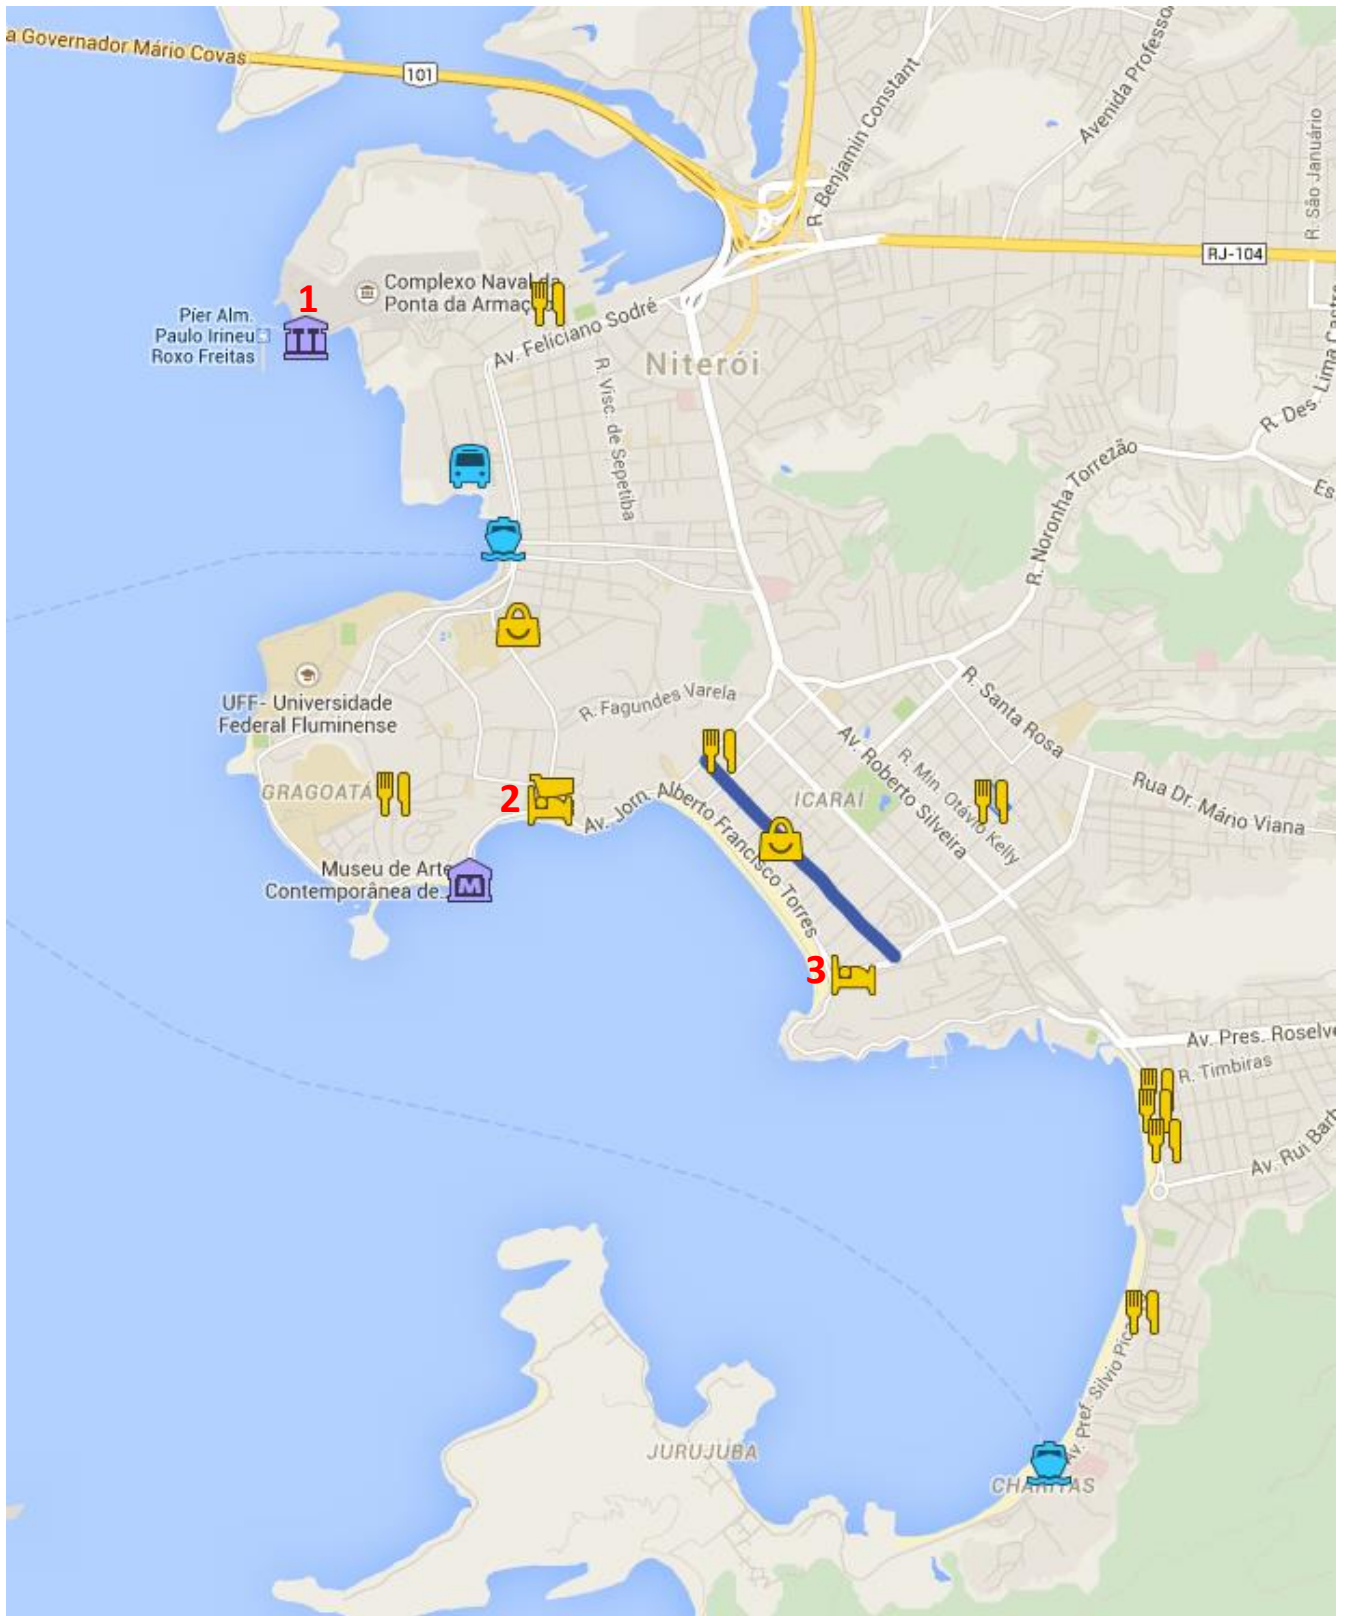 a Governador Mário Covas
101
R. Benjamin Constant
Avenida Professo
R. São Januário
RJ-104
1
Complexo Naval da
Ponta da Armaç
Pier Alm.
Paulo Irineu
Roxo Freitas
Av. Feliciano Sodré
Niterói
R. Visc. de Sepetiba
R. Des. Lima Castro
R. Noronha Torrezão
Es
UFF- Universidade
Federal Fluminense
R. Fagundes Varela
R. Santa Rosa
Av. Roberto Silveira
R. Min. Otávio Kelly
Rua Dr. Mário Viana
GRAGOATÁ
2
ICARAÍ
Av. Jorn. Alberto Francisco Torres
Museu de Arte
Contemporânea de...
M
3
Av. Pres. Roselve
R. Timbiras
Av. Rui Barb
Av. Pref. Silvio Pic
JURUJUBA
CHARITAS